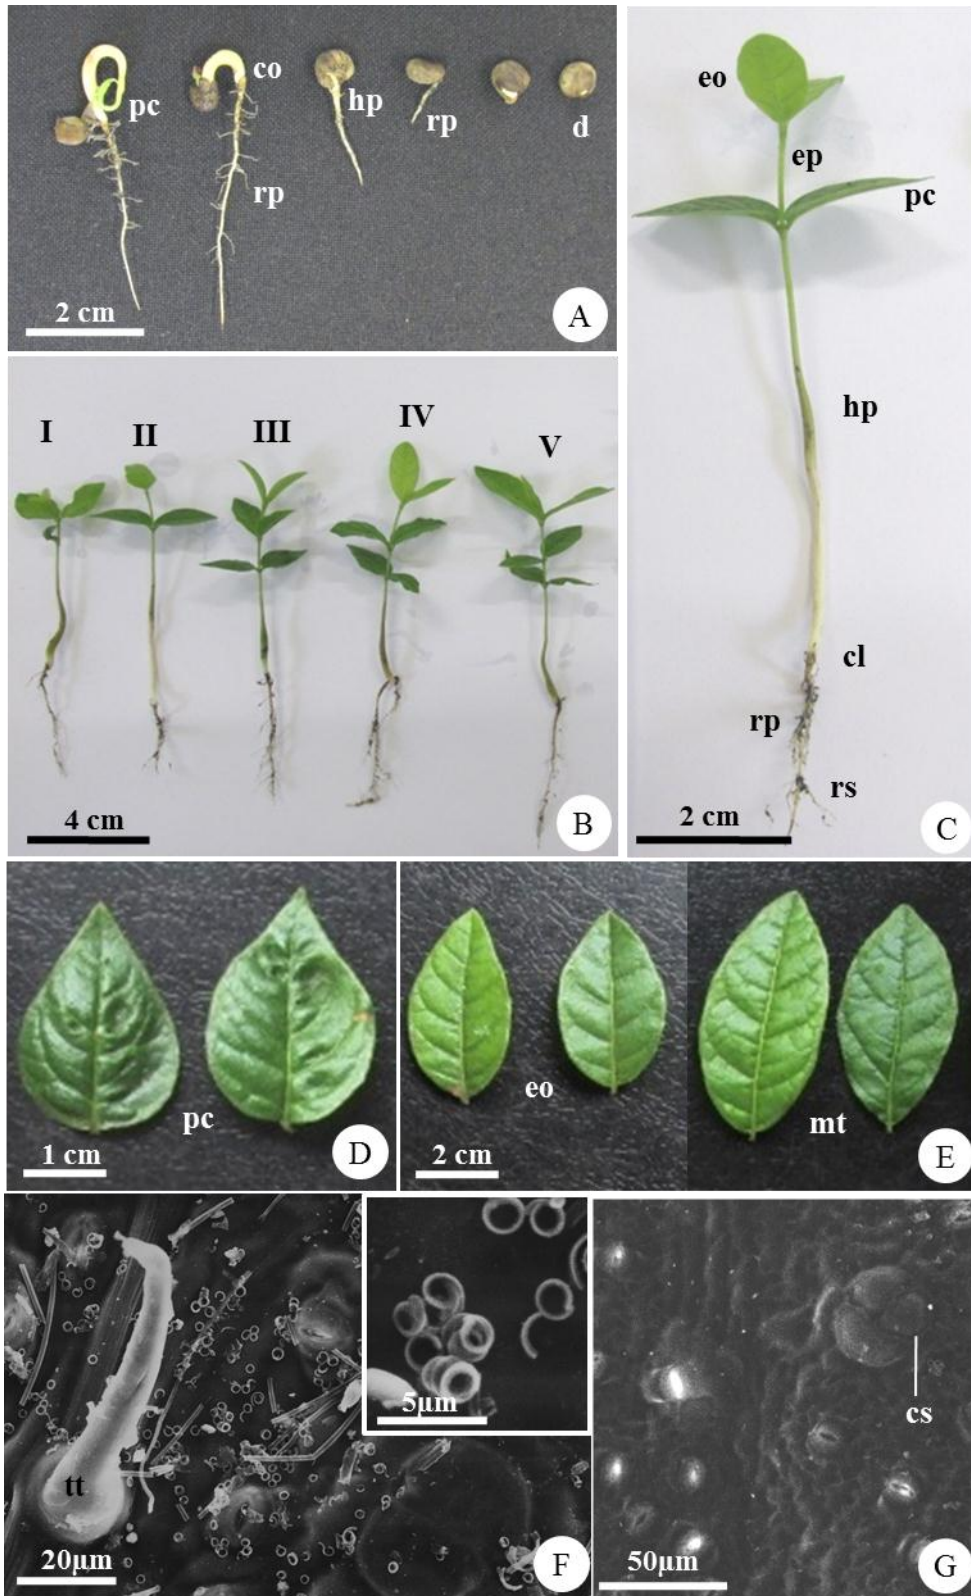 pc co hp rp d
rp
2 cm
A
I II III IV V
4 cm
B
eo
ep
pc
hp
cl
rp
rs
2 cm
C
pc
1 cm
D
eo mt
2 cm
E
tt
20µm
5µm
F
cs
50µm
G